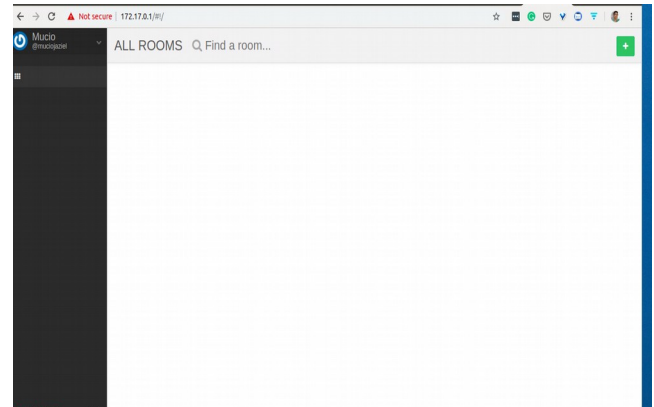 Not secure | 172.17.0.1/#!/
Mucio
@muciojaziel
ALL ROOMS Find a room...
+